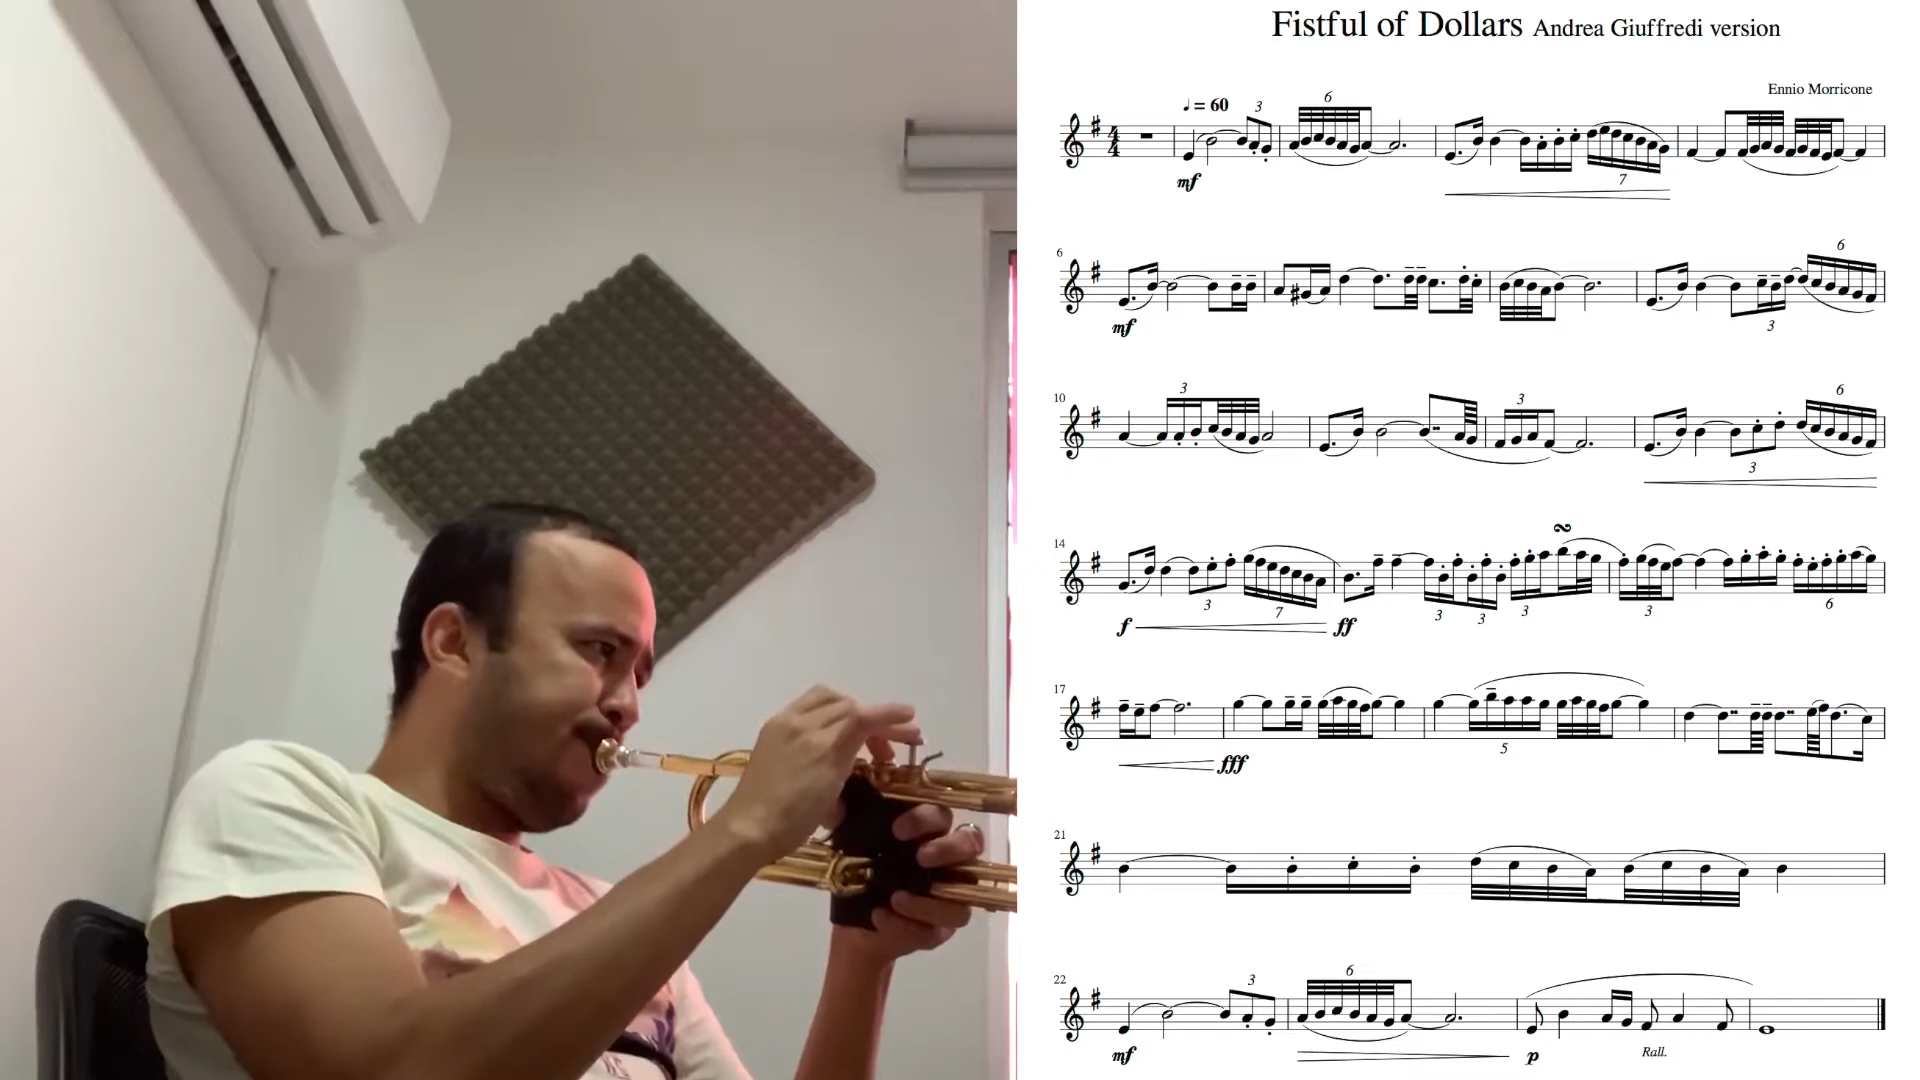 Fistful of Dollars Andrea Giuffredi version
Ennio Morricone
♩ = 60
3
6
mf
7
6
6
mf
3
10
3
3
6
3
14
3
7
3
3
3
3
6
f
ff
17
5
fff
21
22
3
6
mf
p
Rall.